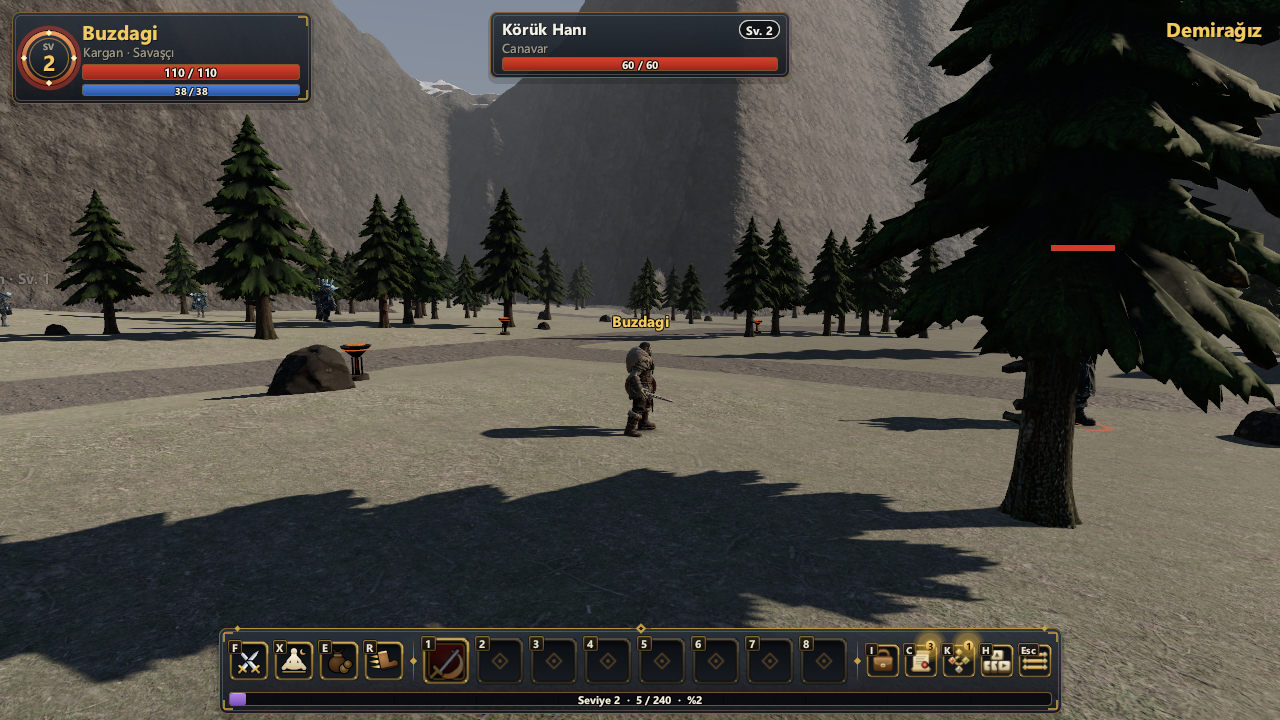 SV
2
Buzdagi
Kargan · Savaşçı
110 / 110
38 / 38
Körük Hanı
Sv. 2
Canavar
60 / 60
Demirağız
· Sv. 1
Buzdagi
F
X
E
R
1
2
3
4
5
6
7
8
I
C
3
K
1
H
Esc
Seviye 2 · 5 / 240 · %2